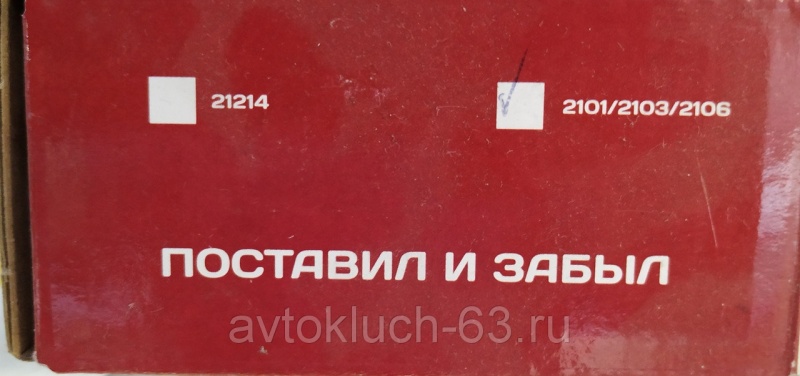 21214
2101/2103/2106
ПОСТАВИЛ И ЗАБЫЛ
avtokluch-63.ru